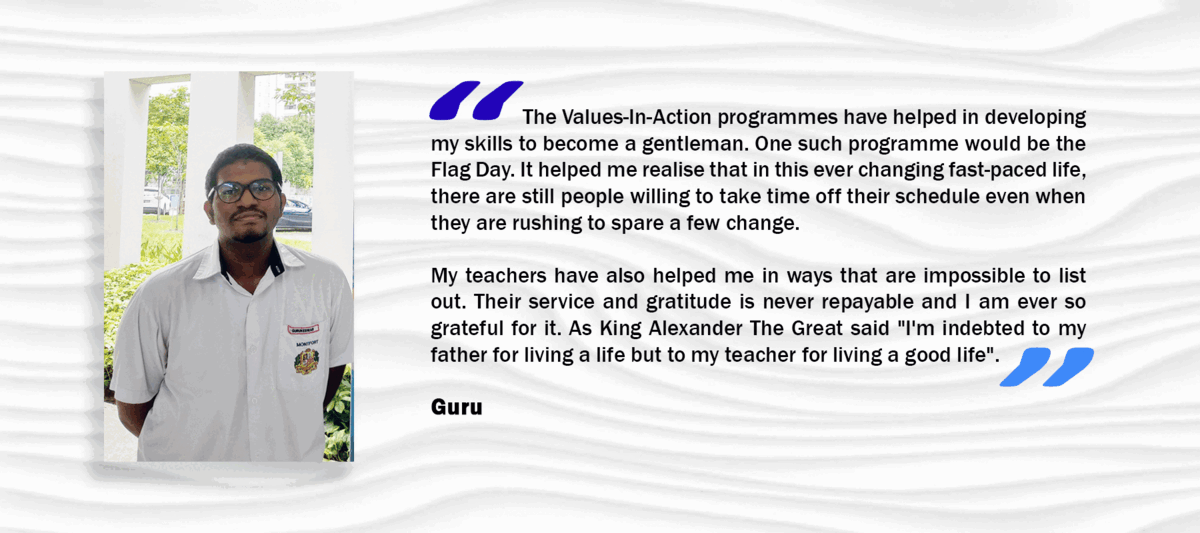 “ The Values-In-Action programmes have helped in developing
my skills to become a gentleman. One such programme would be the
Flag Day. It helped me realise that in this ever changing fast-paced life,
there are still people willing to take time off their schedule even when
they are rushing to spare a few change.
My teachers have also helped me in ways that are impossible to list
out. Their service and gratitude is never repayable and I am ever so
grateful for it. As King Alexander The Great said "I'm indebted to my
father for living a life but to my teacher for living a good life". ”
Guru
MONTFORT